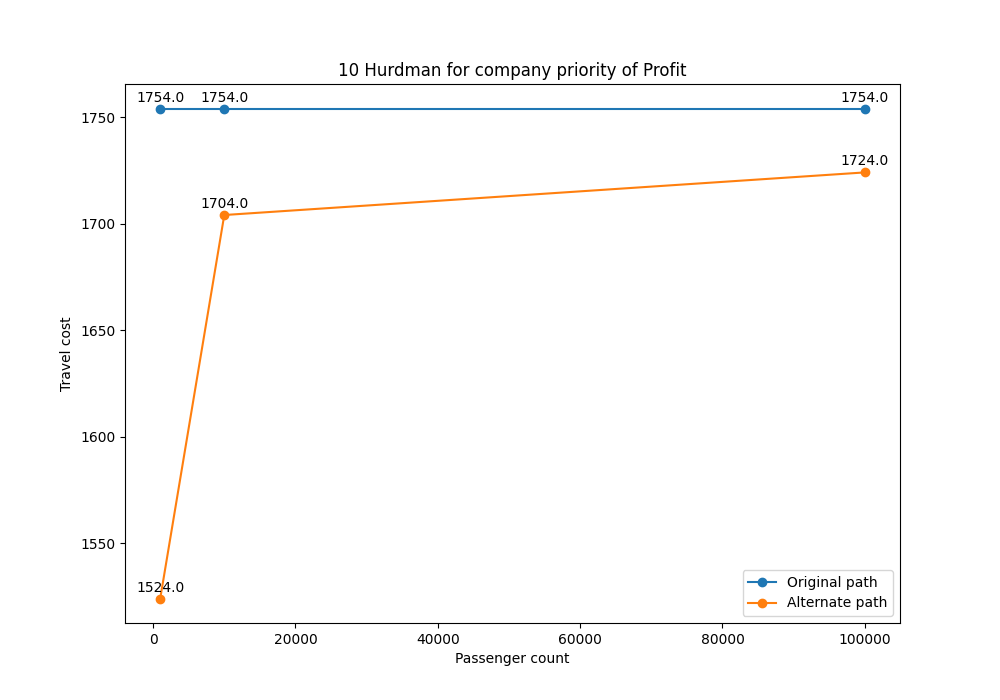 10 Hurdman for company priority of Profit
1754.0 1754.0 1754.0
1750
1724.0
1704.0
1700
1650
Travel cost
1600
1524.0
1550
Original path
Alternate path
0 20000 40000 60000 80000 100000
Passenger count